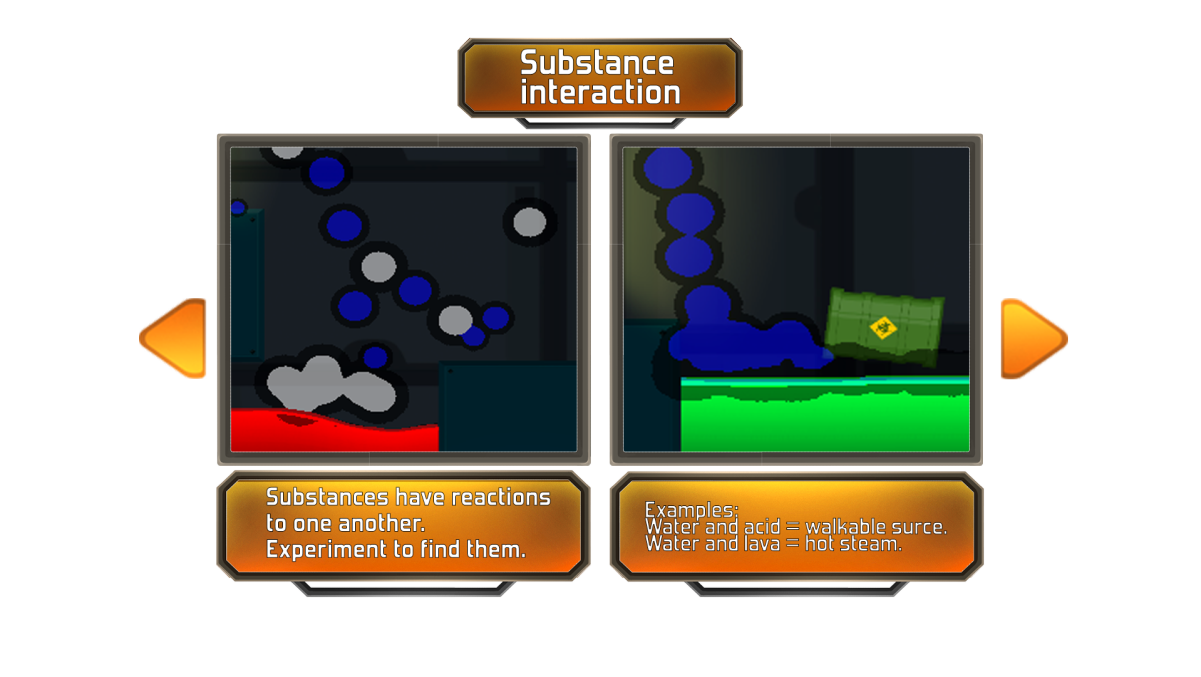 Substance
interaction
Substances have reactions
to one another.
Experiment to find them.
Examples:
Water and acid = walkable surce.
Water and lava = hot steam.